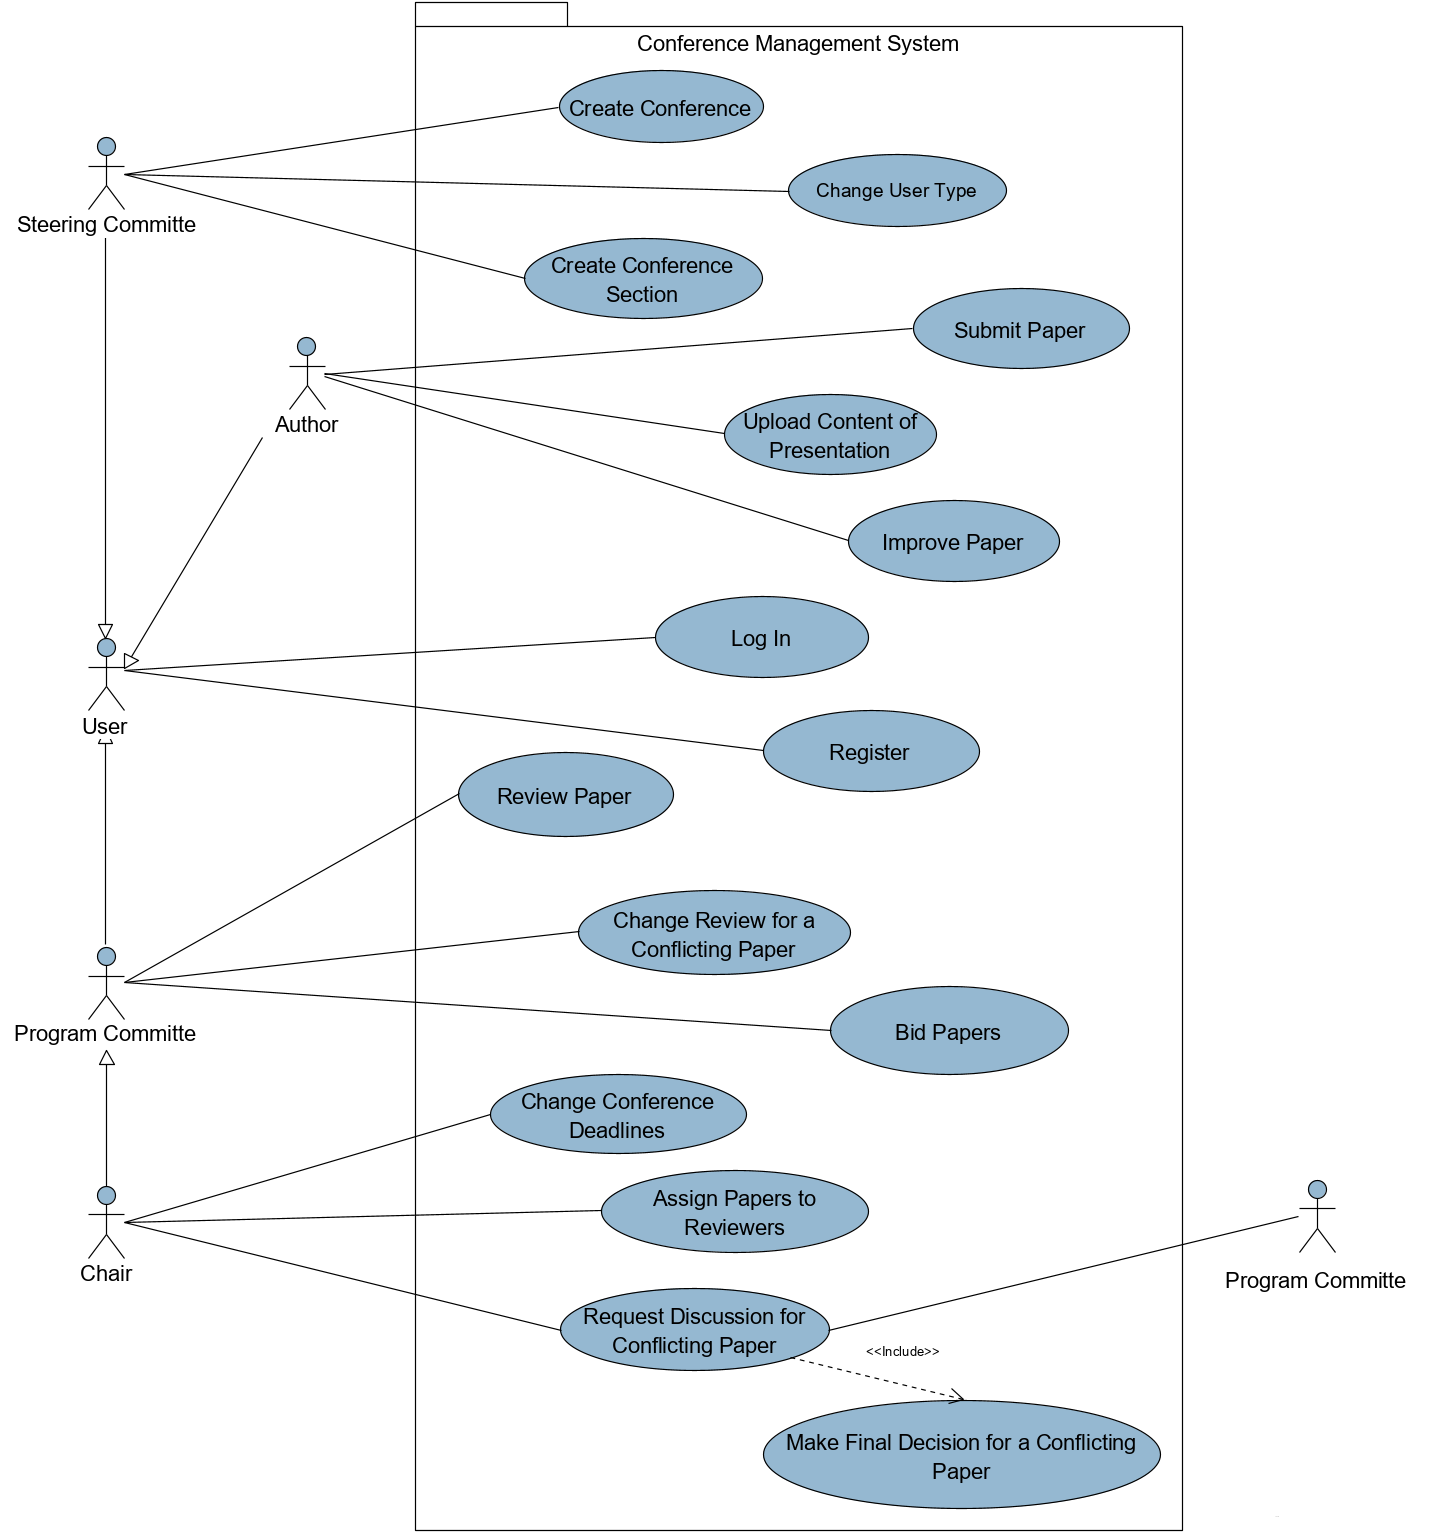 Conference Management System
Create Conference
Change User Type
Steering Committe
Create Conference
Section
Submit Paper
Author
Upload Content of
Presentation
Improve Paper
Log In
User
Register
Review Paper
Change Review for a
Conflicting Paper
Program Committe
Bid Papers
Change Conference
Deadlines
Assign Papers to
Reviewers
Chair
Program Committe
Request Discussion for
Conflicting Paper
<<Include>>
Make Final Decision for a Conflicting
Paper